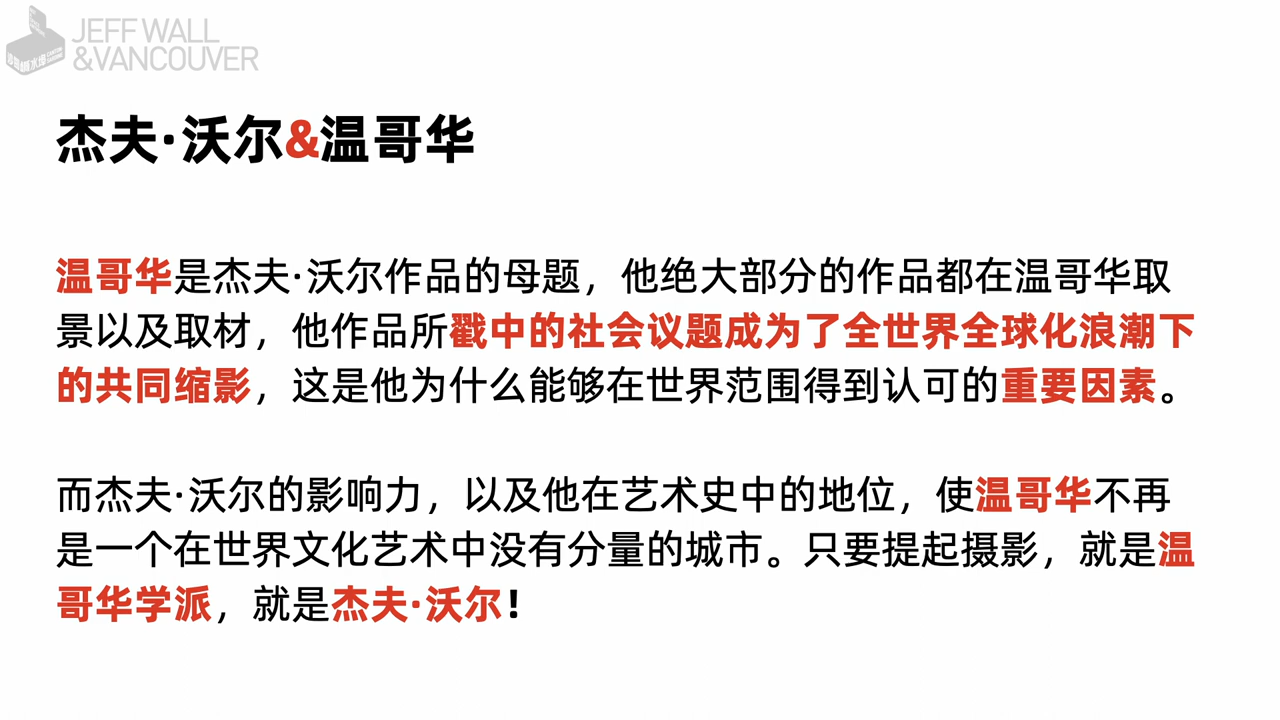 JEFF WALL
&VANCOUVER
杰夫·沃尔&温哥华
温哥华是杰夫·沃尔作品的母题，他绝大部分的作品都在温哥华取
景以及取材，他作品所戳中的社会议题成为了全世界全球化浪潮下
的共同缩影，这是他为什么能够在世界范围得到认可的重要因素。
而杰夫·沃尔的影响力，以及他在艺术史中的地位，使温哥华不再
是一个在世界文化艺术中没有分量的城市。只要提起摄影，就是温
哥华学派，就是杰夫·沃尔！